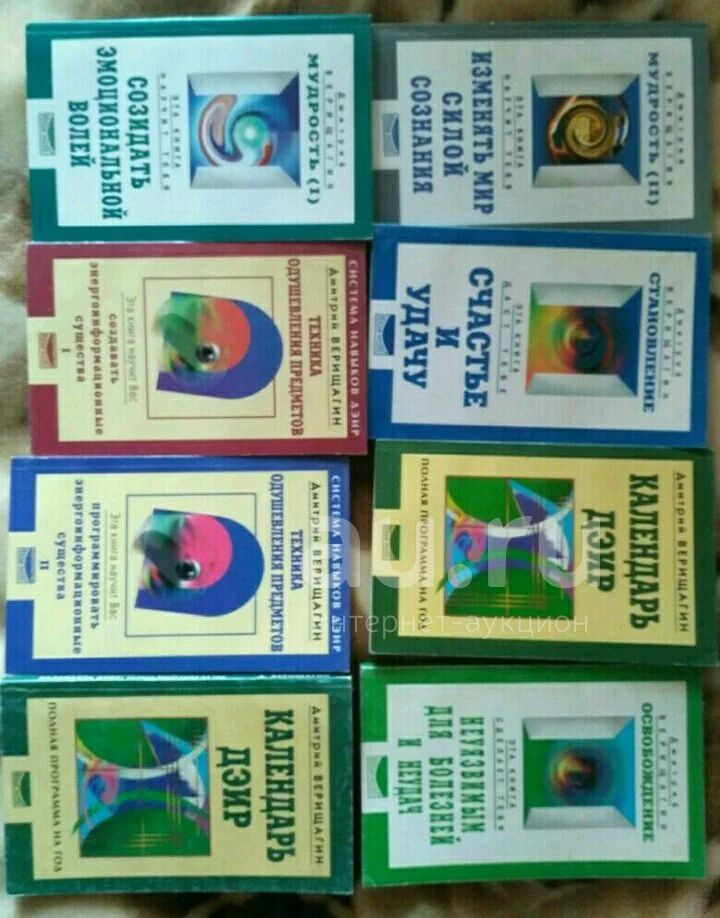 Дмитрий
ВЕРИЩАГИН
МУДРОСТЬ (I)
ЭТА КНИГА
НАУЧИТ ТЕБЯ
СОЗИДАТЬ
ЭМОЦИОНАЛЬНОЙ
ВОЛЕЙ
Дмитрий
ВЕРИЩАГИН
МУДРОСТЬ (II)
ЭТА КНИГА
НАУЧИТ ТЕБЯ
ИЗМЕНЯТЬ МИР
СИЛОЙ
СОЗНАНИЯ
СИСТЕМА НАВЫКОВ ДЭИР
Дмитрий ВЕРИЩАГИН
ТЕХНИКА
ОДУШЕВЛЕНИЯ ПРЕДМЕТОВ
Эта книга научит Вас
создавать
энергоинформационные
существа
I
Дмитрий
ВЕРИЩАГИН
СТАНОВЛЕНИЕ
ЭТА КНИГА
ДАСТ ТЕБЕ
СЧАСТЬЕ
И
УДАЧУ
СИСТЕМА НАВЫКОВ ДЭИР
Дмитрий ВЕРИЩАГИН
ТЕХНИКА
ОДУШЕВЛЕНИЯ ПРЕДМЕТОВ
Эта книга научит Вас
программировать
энергоинформационные
существа
II
Дмитрий ВЕРИЩАГИН
КАЛЕНДАРЬ
ДЭИР
ПОЛНАЯ ПРОГРАММА НА ГОД
Дмитрий ВЕРИЩАГИН
КАЛЕНДАРЬ
ДЭИР
ПОЛНАЯ ПРОГРАММА НА ГОД
Дмитрий
ВЕРИЩАГИН
ОСВОБОЖДЕНИЕ
ЭТА КНИГА
СДЕЛАЕТ ТЕБЯ
НЕУЯЗВИМЫМ
ДЛЯ БОЛЕЗНЕЙ
И НЕУДАЧ
au.ru
интернет-аукцион